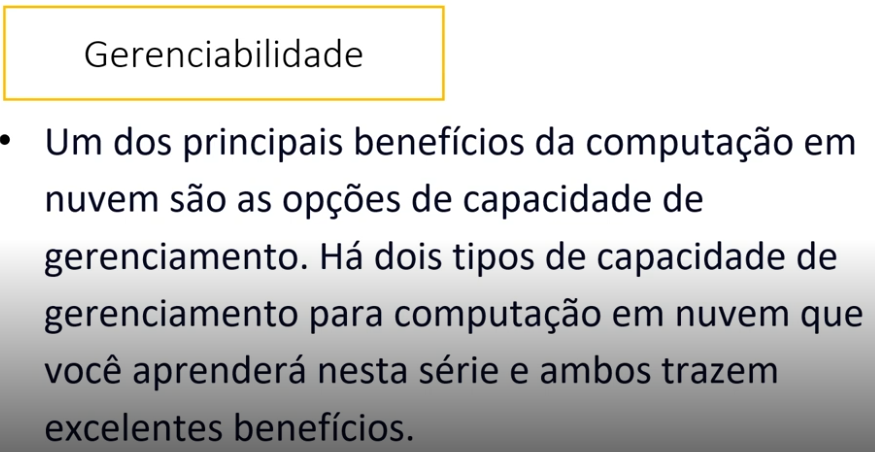 Gerenciabilidade
• Um dos principais benefícios da computação em
nuvem são as opções de capacidade de
gerenciamento. Há dois tipos de capacidade de
gerenciamento para computação em nuvem que
você aprenderá nesta série e ambos trazem
excelentes benefícios.